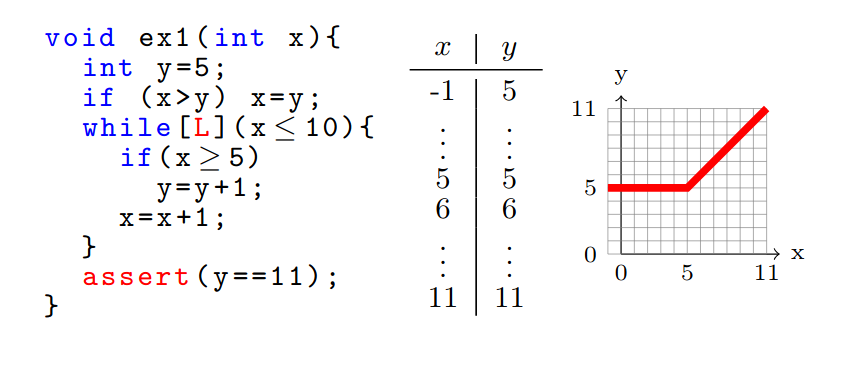 void ex1(int x){
int y=5;
if (x>y) x=y;
while[L](x ≤ 10){
if(x ≥ 5)
y=y+1;
x=x+1;
}
assert(y==11);
}
x y
-1 5
⋮ ⋮
5 5
6 6
⋮ ⋮
11 11
y
11
5
0
x
0 5 11